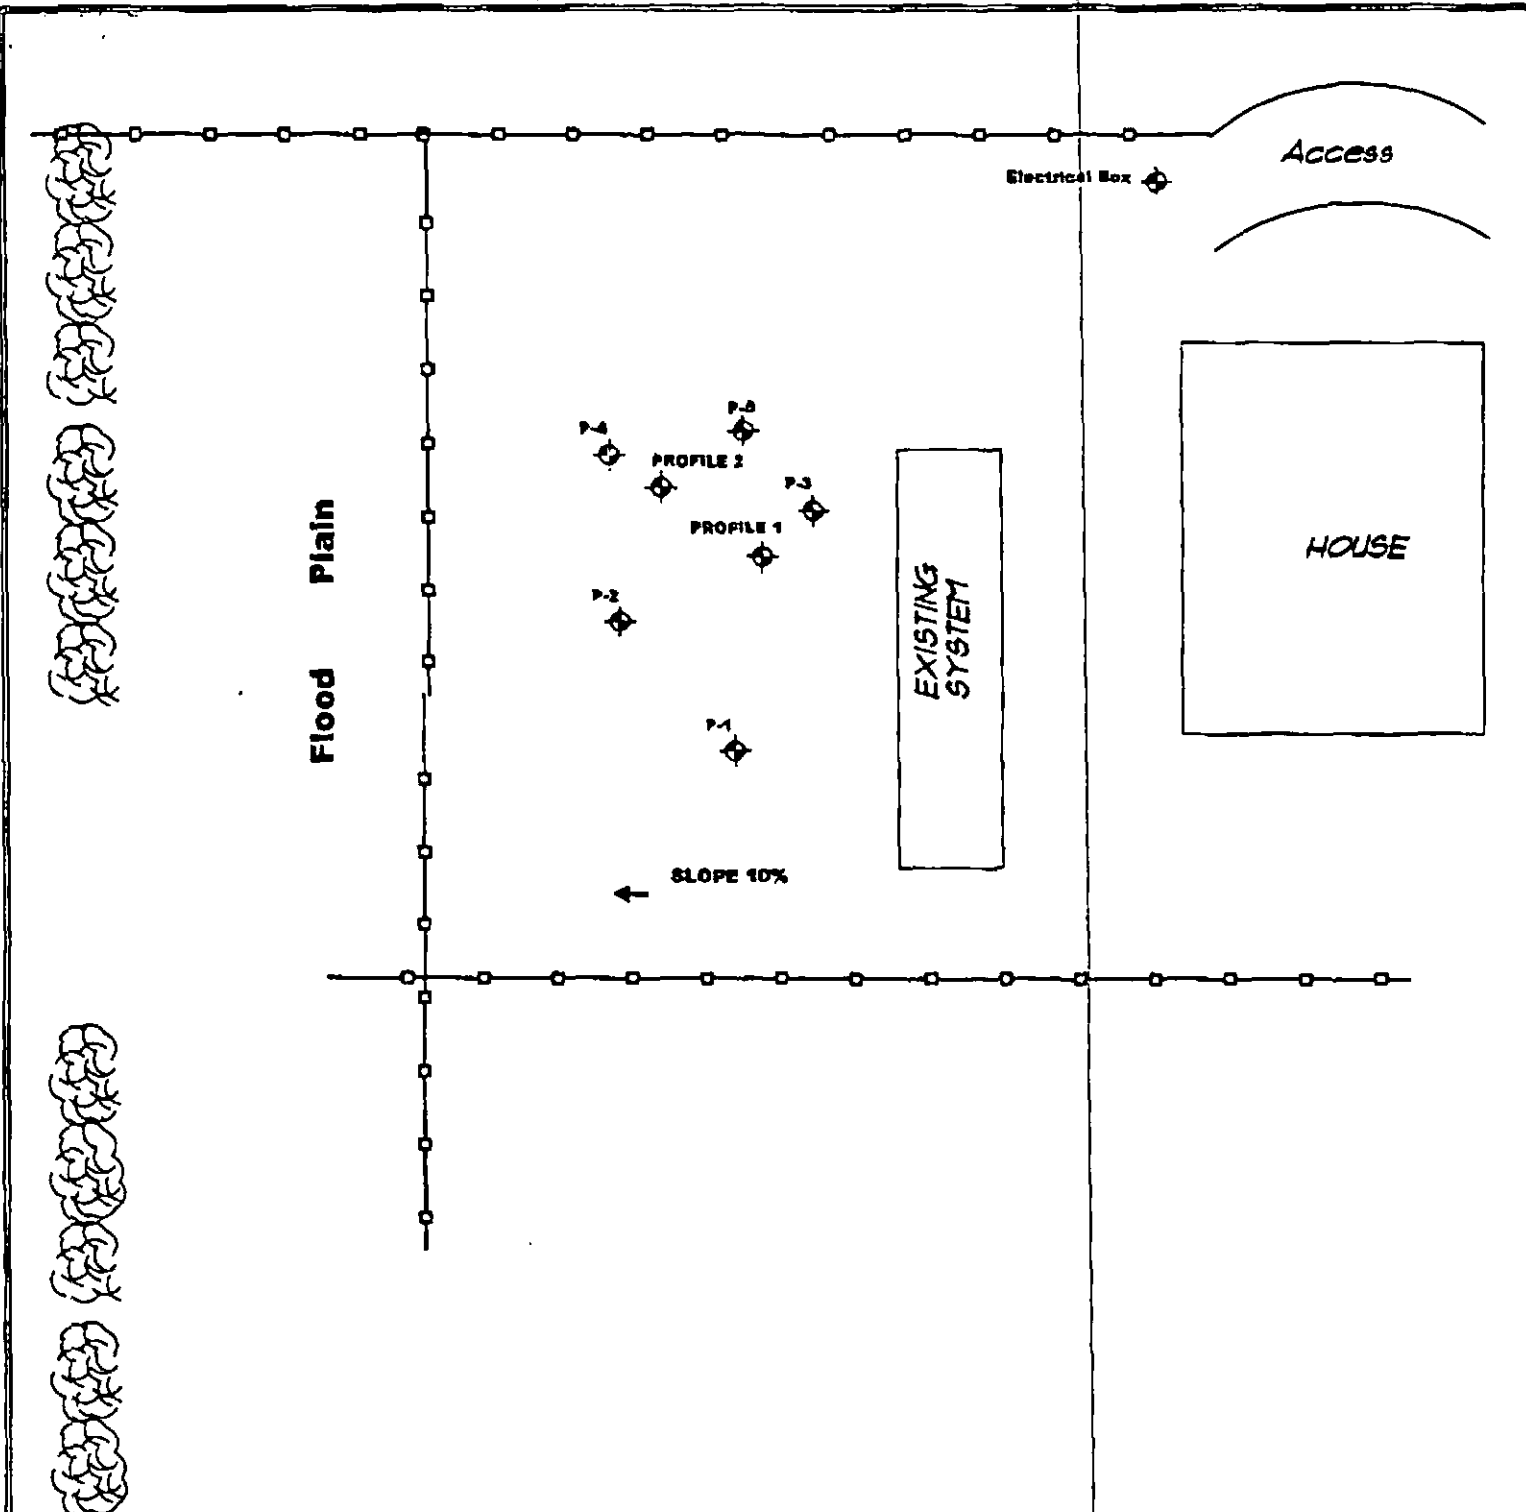 Access
Electrical Box
P-5
P-4
PROFILE 2
P-3
PROFILE 1
HOUSE
Flood Plain
P-2
EXISTING
SYSTEM
P-1
SLOPE 10%